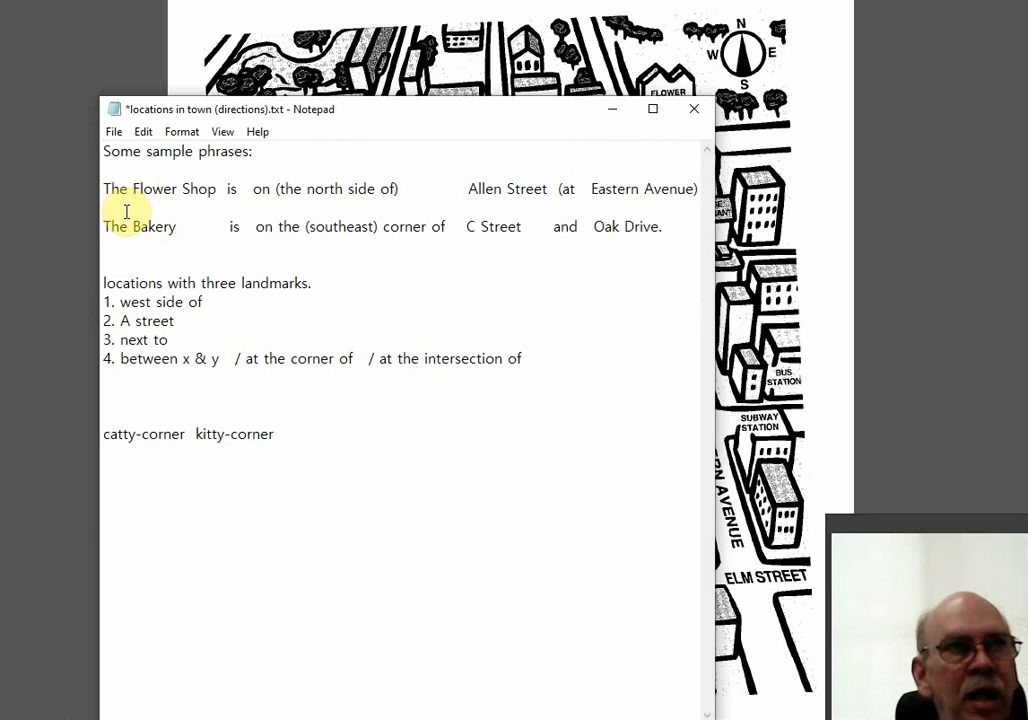 N
W E
S
FLOWER
*locations in town (directions).txt - Notepad
File Edit Format View Help
Some sample phrases:
The Flower Shop is on (the north side of) Allen Street (at Eastern Avenue)
The Bakery is on the (southeast) corner of C Street and Oak Drive.
locations with three landmarks.
1. west side of
2. A street
3. next to
4. between x & y / at the corner of / at the intersection of
catty-corner kitty-corner
BUS
STATION
SUBWAY
STATION
AVENUE
ELM STREET